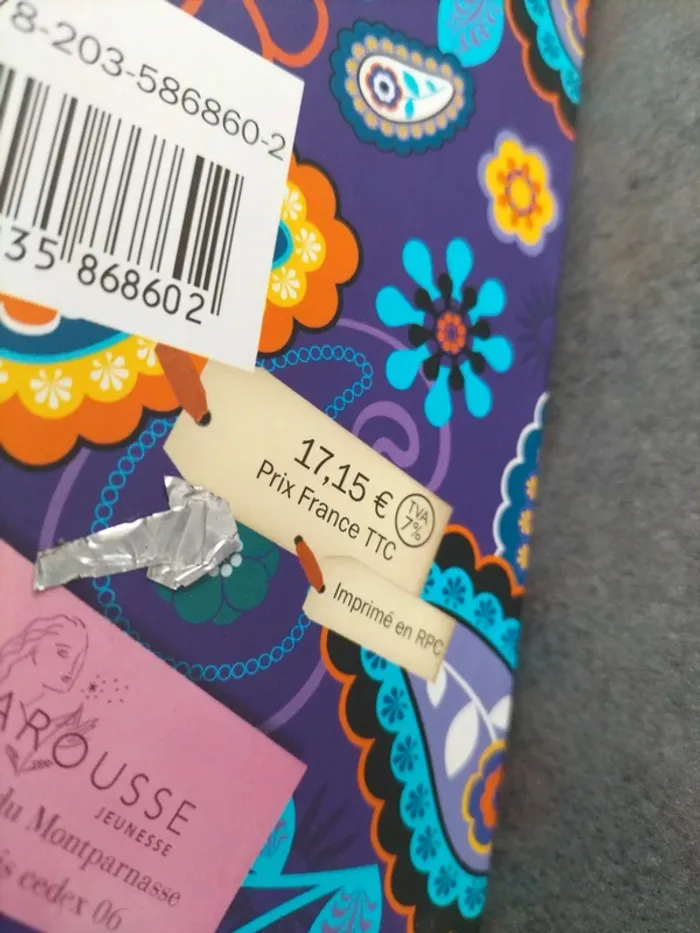 8-203-586860-2
35 868602
17,15 €
Prix France TTC
TVA
7%
Imprimé en RPC
AROUSSE
JEUNESSE
du Montparnasse
is cedex 06